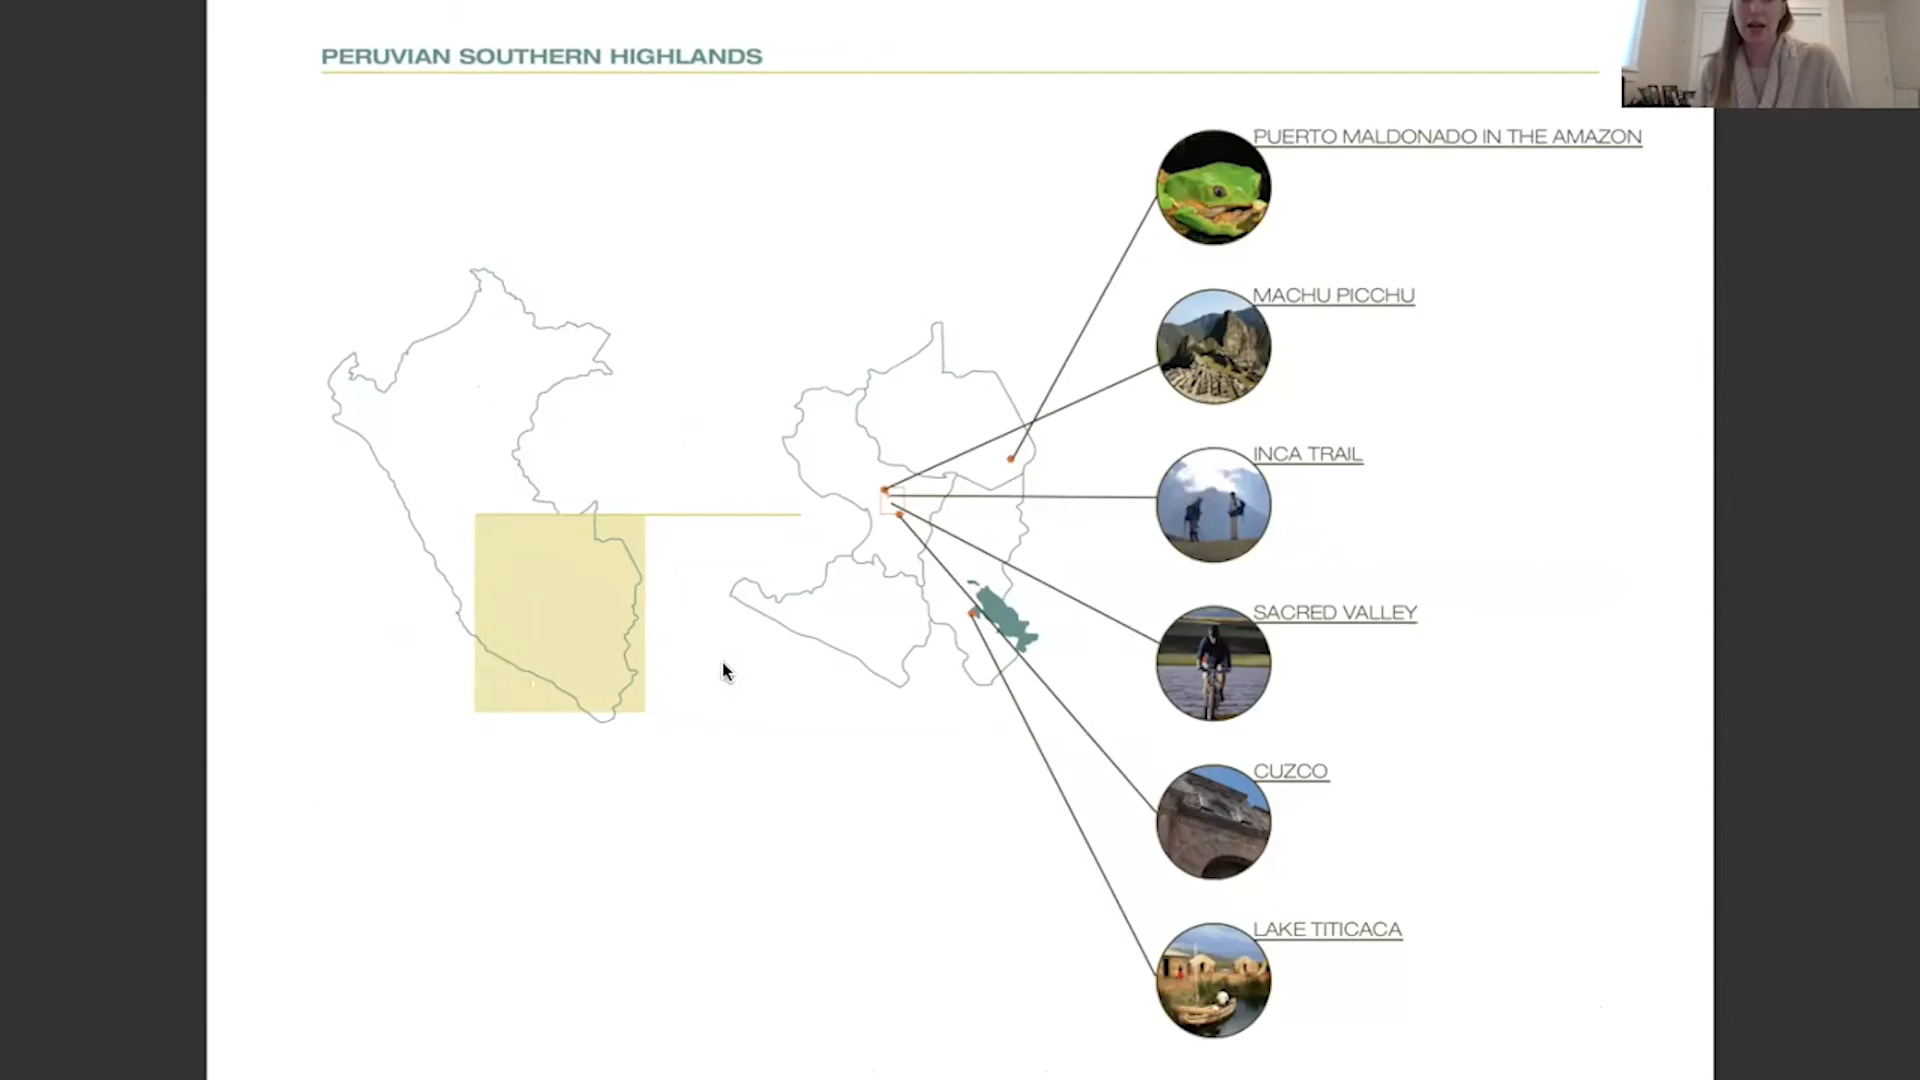 PERUVIAN SOUTHERN HIGHLANDS
PUERTO MALDONADO IN THE AMAZON
MACHU PICCHU
INCA TRAIL
SACRED VALLEY
CUZCO
LAKE TITICACA